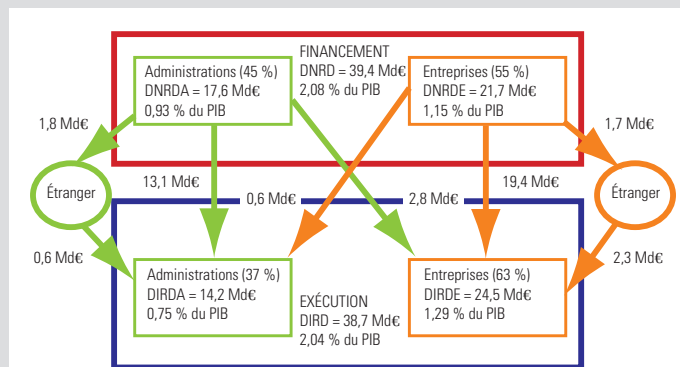 FINANCEMENT
DNRD = 39,4 Md€
2,08 % du PIB
Administrations (45 %)
DNRDA = 17,6 Md€
0,93 % du PIB
Entreprises (55 %)
DNRDE = 21,7 Md€
1,15 % du PIB
1,8 Md€
1,7 Md€
Étranger
13,1 Md€
0,6 Md€
2,8 Md€
19,4 Md€
Étranger
0,6 Md€
2,3 Md€
Administrations (37 %)
DIRDA = 14,2 Md€
0,75 % du PIB
EXÉCUTION
DIRD = 38,7 Md€
2,04 % du PIB
Entreprises (63 %)
DIRDE = 24,5 Md€
1,29 % du PIB